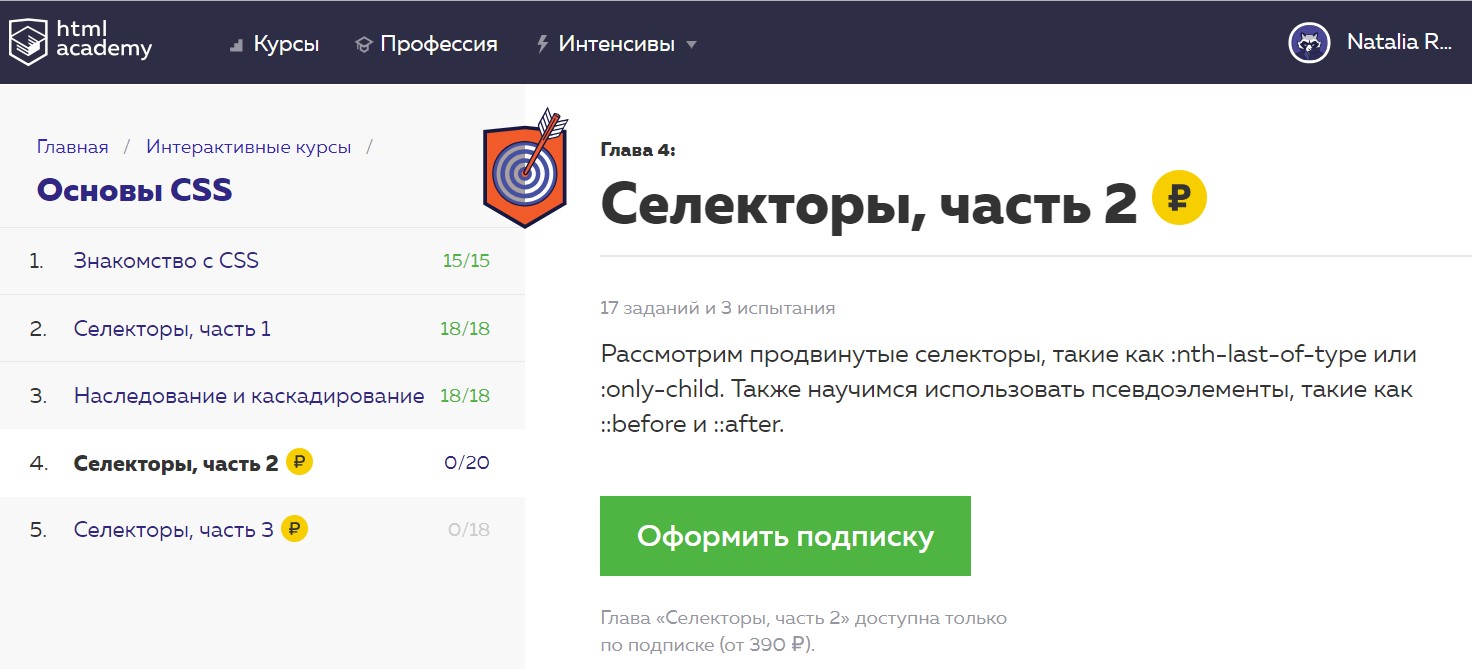 html
academy
Курсы
Профессия
Интенсивы
Natalia R...
Главная / Интерактивные курсы /
Основы CSS
1. Знакомство с CSS 15/15
2. Селекторы, часть 1 18/18
3. Наследование и каскадирование 18/18
4. Селекторы, часть 2 ₽ 0/20
5. Селекторы, часть 3 ₽ 0/18
Глава 4:
Селекторы, часть 2 ₽
17 заданий и 3 испытания
Рассмотрим продвинутые селекторы, такие как :nth-last-of-type или
:only-child. Также научимся использовать псевдоэлементы, такие как
::before и ::after.
Оформить подписку
Глава «Селекторы, часть 2» доступна только
по подписке (от 390 ₽).